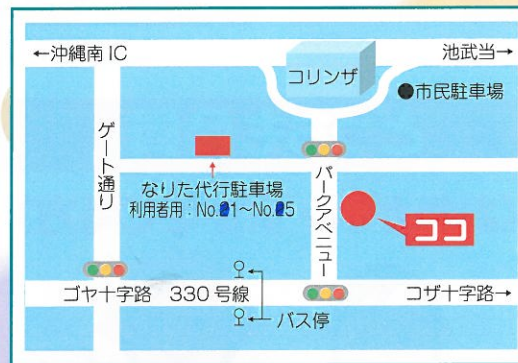 ←沖縄南IC
池武当→
コリンザ
●市民駐車場
ゲート通り
なりた代行駐車場
利用者用:No.21～No.25
パークアベニュー
ココ
ゴヤ十字路 330号線
コザ十字路→
バス停